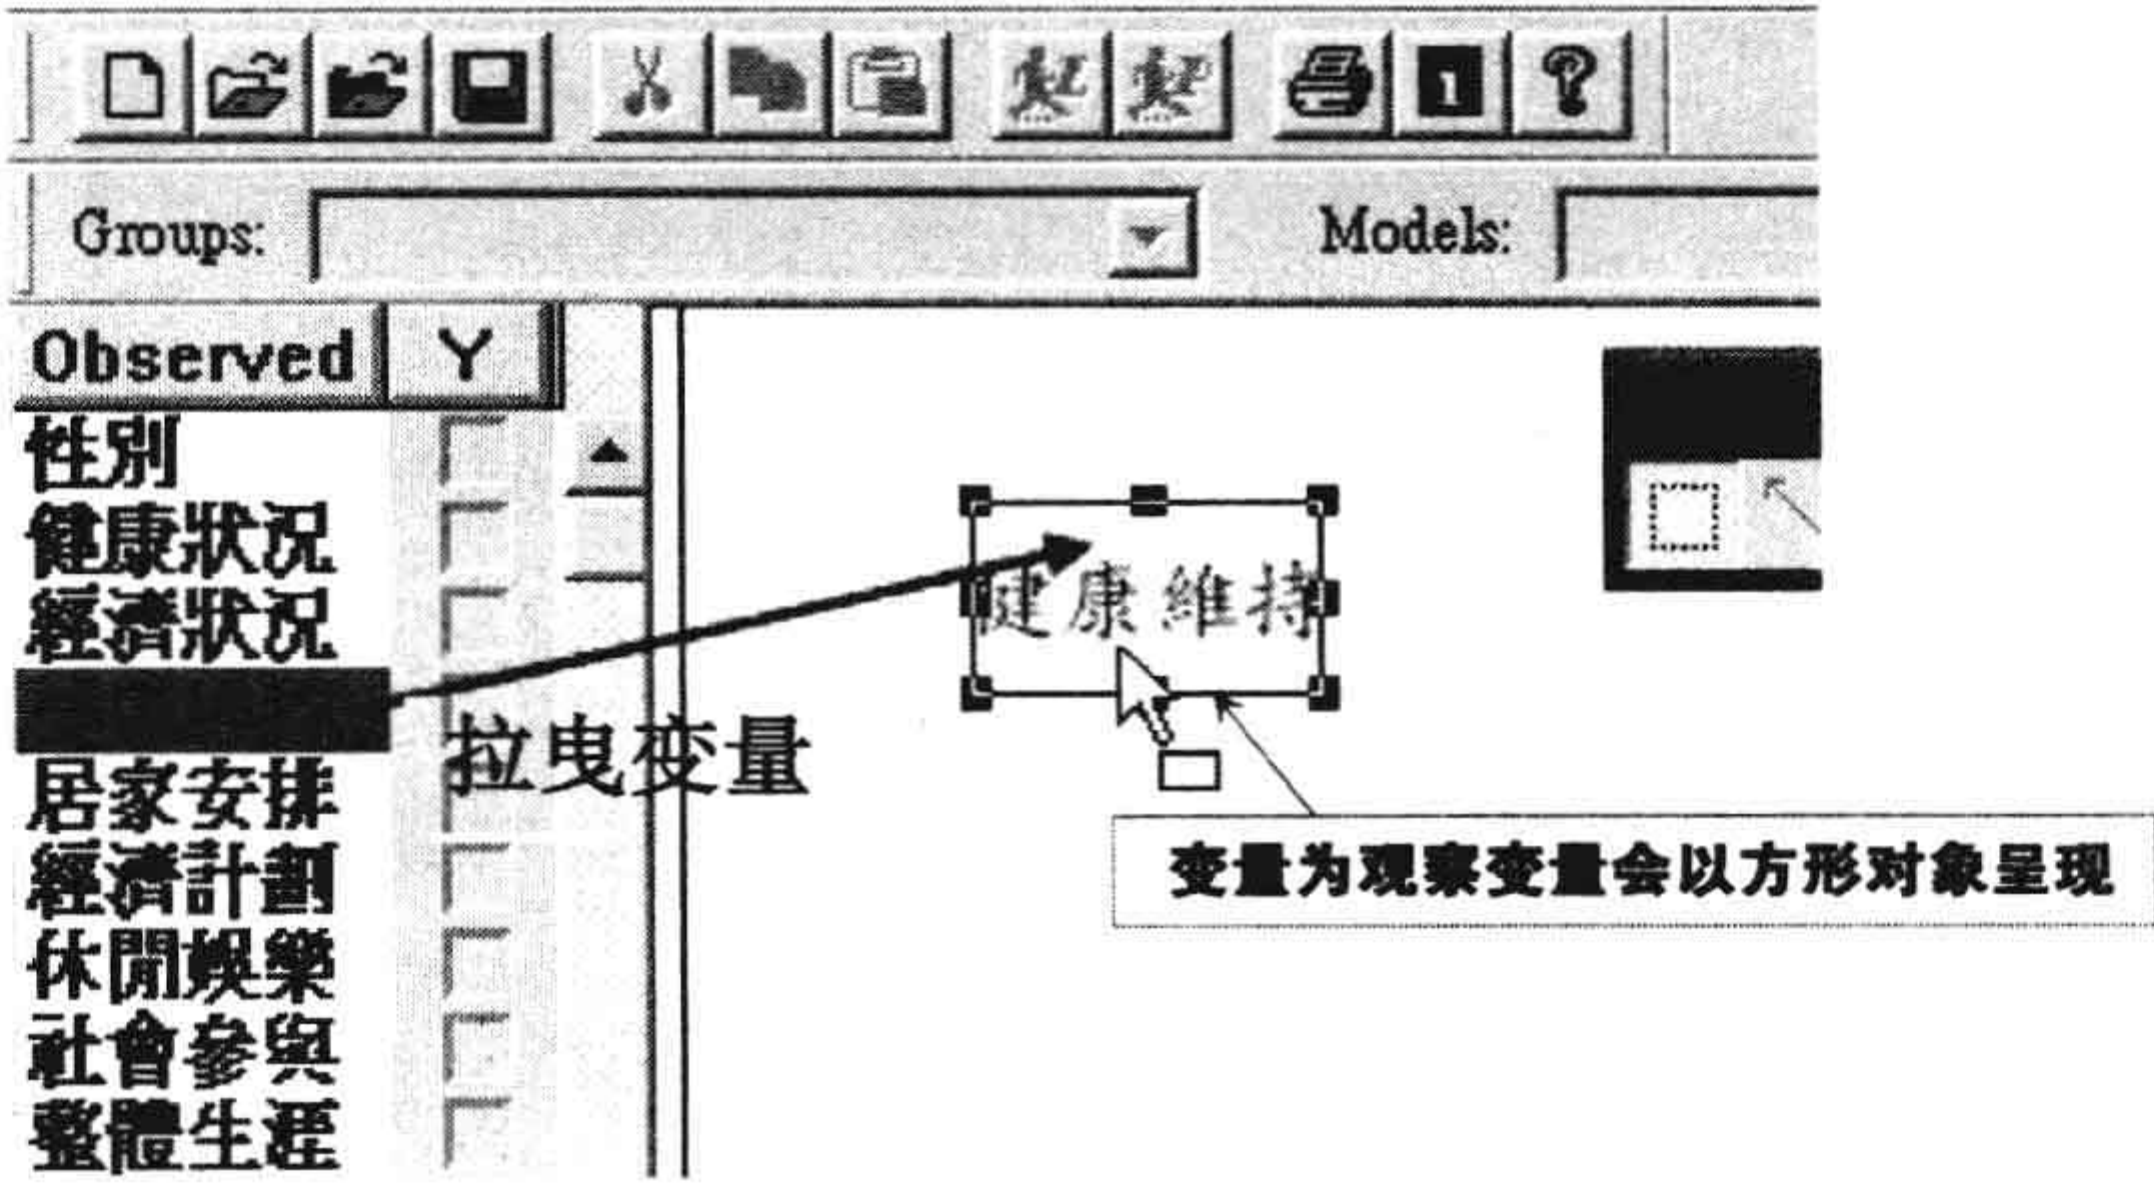 1
Groups:
Models:
Observed
Y
性別
健康狀況
經濟狀況
居家安排
經濟計劃
休閒娛樂
社會參與
整體生涯
健康維持
拉曳变量
变量为观察变量会以方形对象呈现